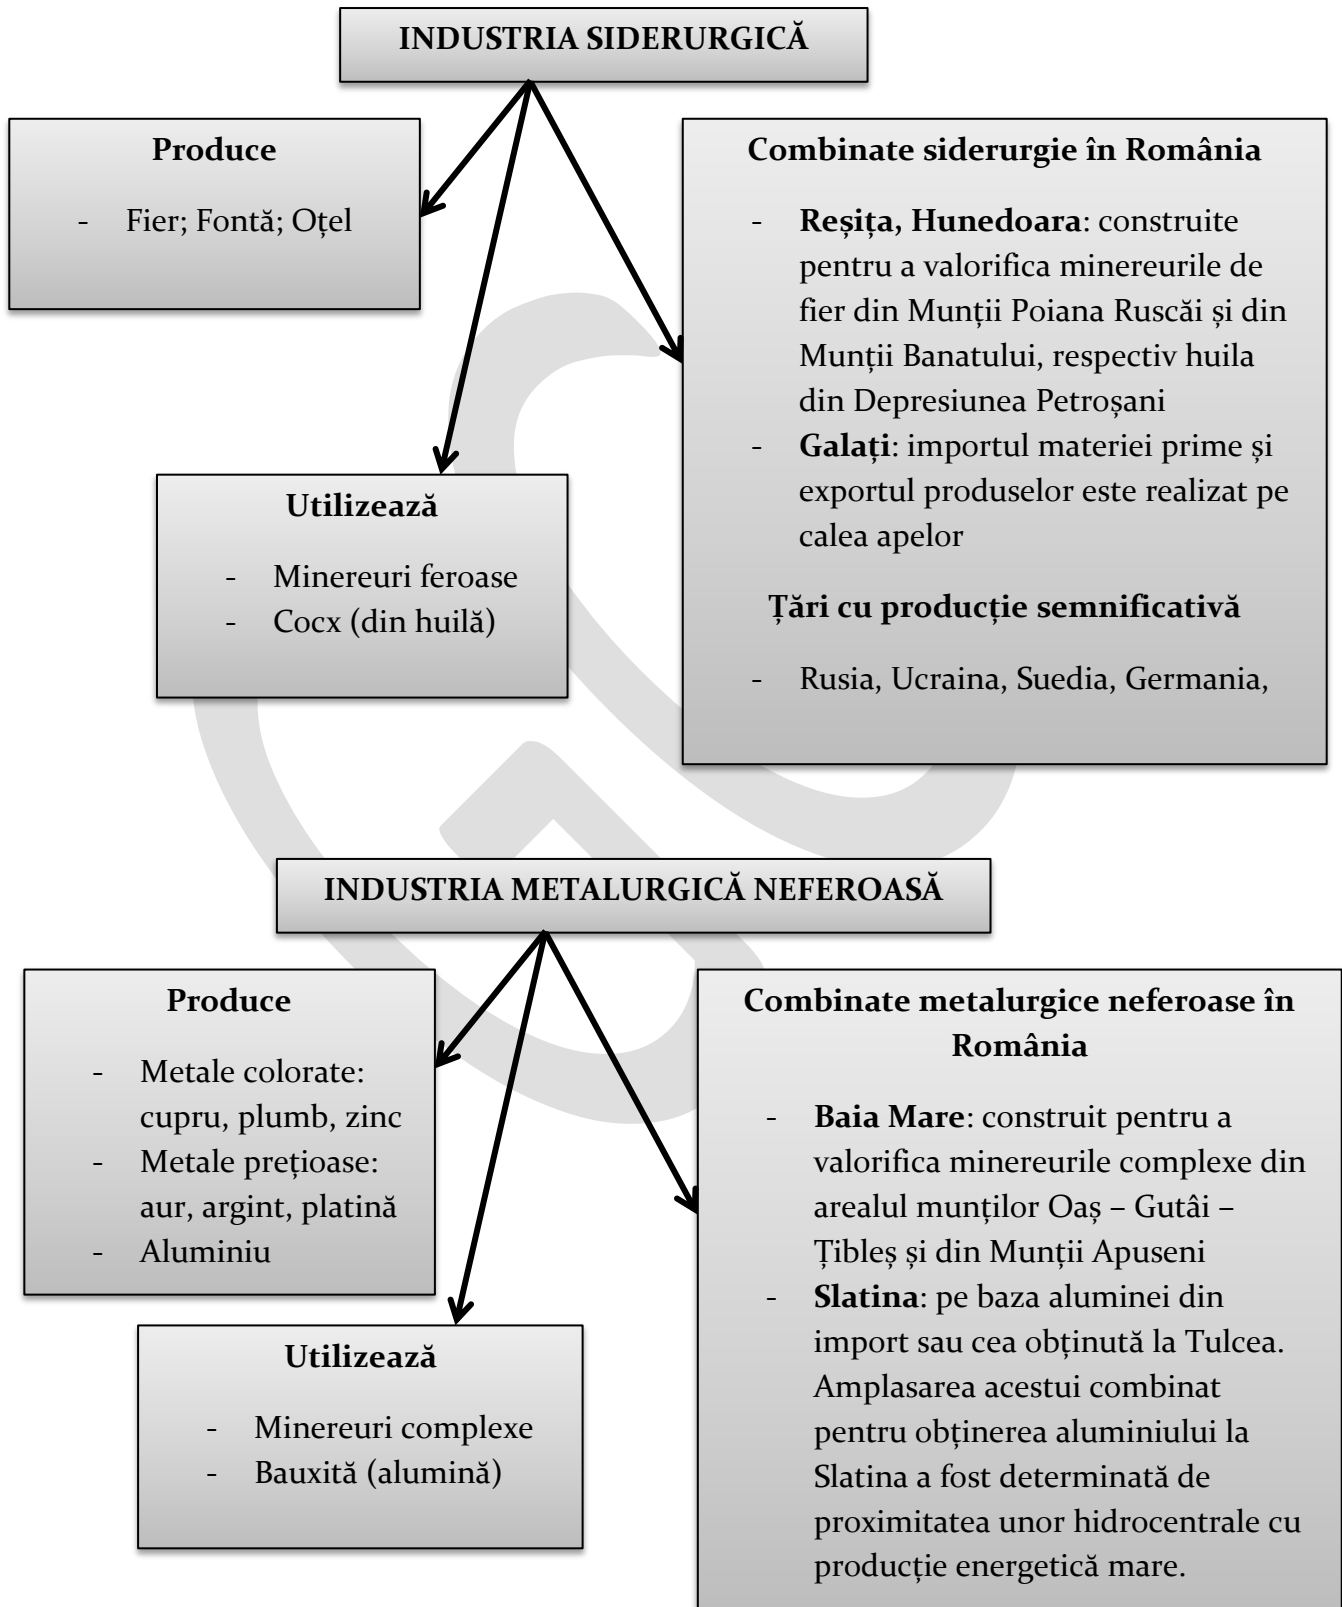 INDUSTRIA SIDERURGICĂ
Produce
- Fier; Fontă; Oțel
Utilizează
- Minereuri feroase
- Cocx (din huilă)
Combinate siderurgie în România
- Reșița, Hunedoara: construite
pentru a valorifica minereurile de
fier din Munții Poiana Ruscăi și din
Munții Banatului, respectiv huila
din Depresiunea Petroșani
- Galați: importul materiei prime și
exportul produselor este realizat pe
calea apelor
Țări cu producție semnificativă
- Rusia, Ucraina, Suedia, Germania,
INDUSTRIA METALURGICĂ NEFEROASĂ
Produce
- Metale colorate:
cupru, plumb, zinc
- Metale prețioase:
aur, argint, platină
- Aluminiu
Utilizează
- Minereuri complexe
- Bauxită (alumină)
Combinate metalurgice neferoase în
România
- Baia Mare: construit pentru a
valorifica minereurile complexe din
arealul munților Oaș – Gutâi –
Țibleș și din Munții Apuseni
- Slatina: pe baza aluminei din
import sau cea obținută la Tulcea.
Amplasarea acestui combinat
pentru obținerea aluminiului la
Slatina a fost determinată de
proximitatea unor hidrocentrale cu
producție energetică mare.